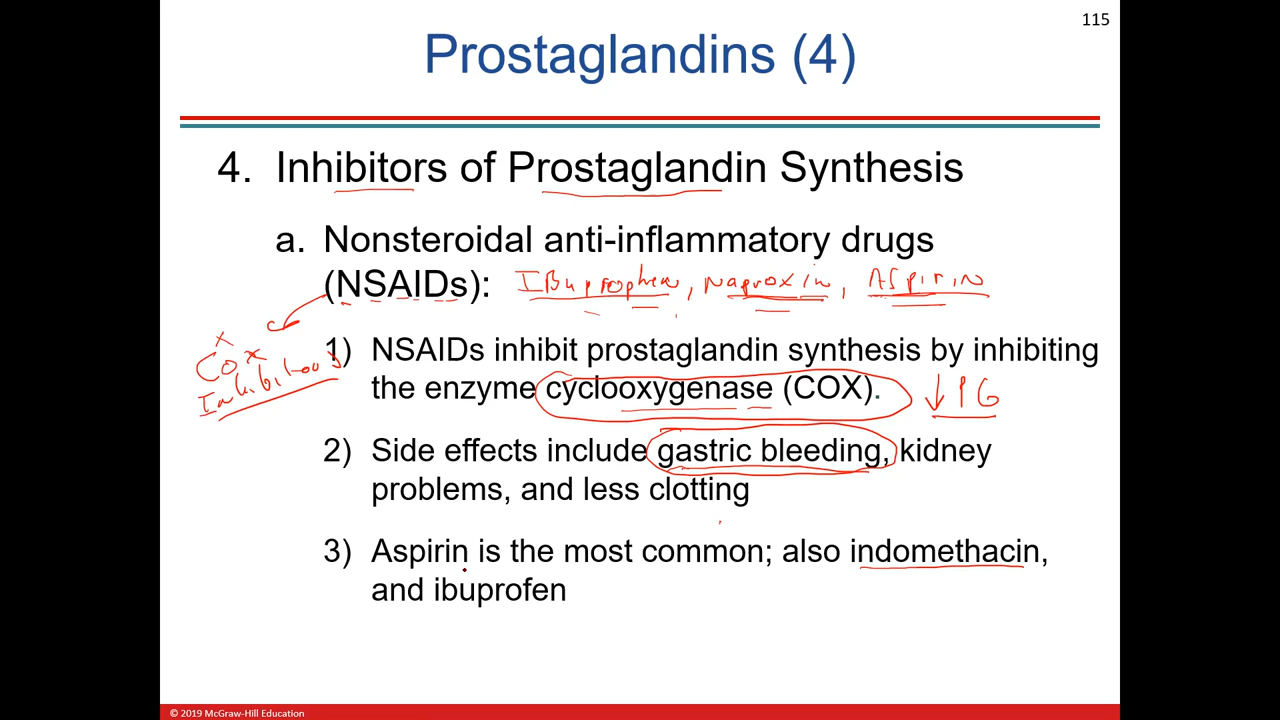 115
Prostaglandins (4)
4. Inhibitors of Prostaglandin Synthesis
a. Nonsteroidal anti-inflammatory drugs
(NSAIDs): IBuprophen, Naproxin, Aspirin
1) NSAIDs inhibit prostaglandin synthesis by inhibiting
the enzyme cyclooxygenase (COX). ↓ PG
Cox
Inhibitors
2) Side effects include gastric bleeding, kidney
problems, and less clotting
3) Aspirin is the most common; also indomethacin,
and ibuprofen
© 2019 McGraw-Hill Education